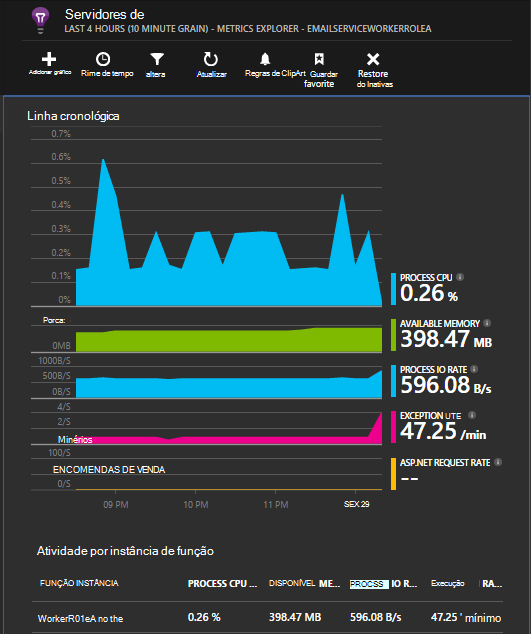 Servidores de
LAST 4 HOURS (10 MINUTE GRAIN) - METRICS EXPLORER - EMAILSERVICEWORKERROLEA
Adicionar gráfico
Rime de tempo
altera
Atualizar
Regras de ClipArt
Guardar favorite
Restore do Inativas
Linha cronológica
0.7%
0.6%
0.5%
0.4%
0.3%
0.2%
0.1%
0%
PROCESS CPU
0.26 %
Porca:
0MB
AVAILABLE MEMORY
398.47 MB
1000B/S
500B/S
0B/S
PROCESS IO RATE
596.08 B/s
4/S
2/S
Minérios
EXCEPTION UTE
47.25 /min
100/S
ENCOMENDAS DE VENDA
0/S
ASP.NET REQUEST RATE
--
09 PM 10 PM 11 PM SEX 29
Atividade por instância de função
FUNÇÃO INSTÂNCIA PROCESS CPU ... DISPONÍVEL ME... PROCSS IO R... Execução RA...
WorkerR01eA no the 0.26 % 398.47 MB 596.08 B/s 47.25 ' mínimo